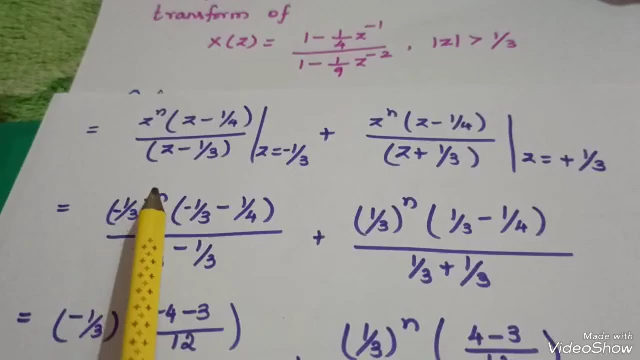 transform of
X(z) = (1 - 1/4 z^-1) / (1 - 1/9 z^-2) , |z| > 1/3
= z^n (z - 1/4) / (z - 1/3) | z = -1/3 + z^n (z - 1/4) / (z + 1/3) | z = +1/3
= (-1/3)^n (-1/3 - 1/4) / - 1/3 + (1/3)^n (1/3 - 1/4) / 1/3 + 1/3
= (-1/3) -4-3 / 12 ) (1/3)^n ( 4-3
Made with
VideoShow